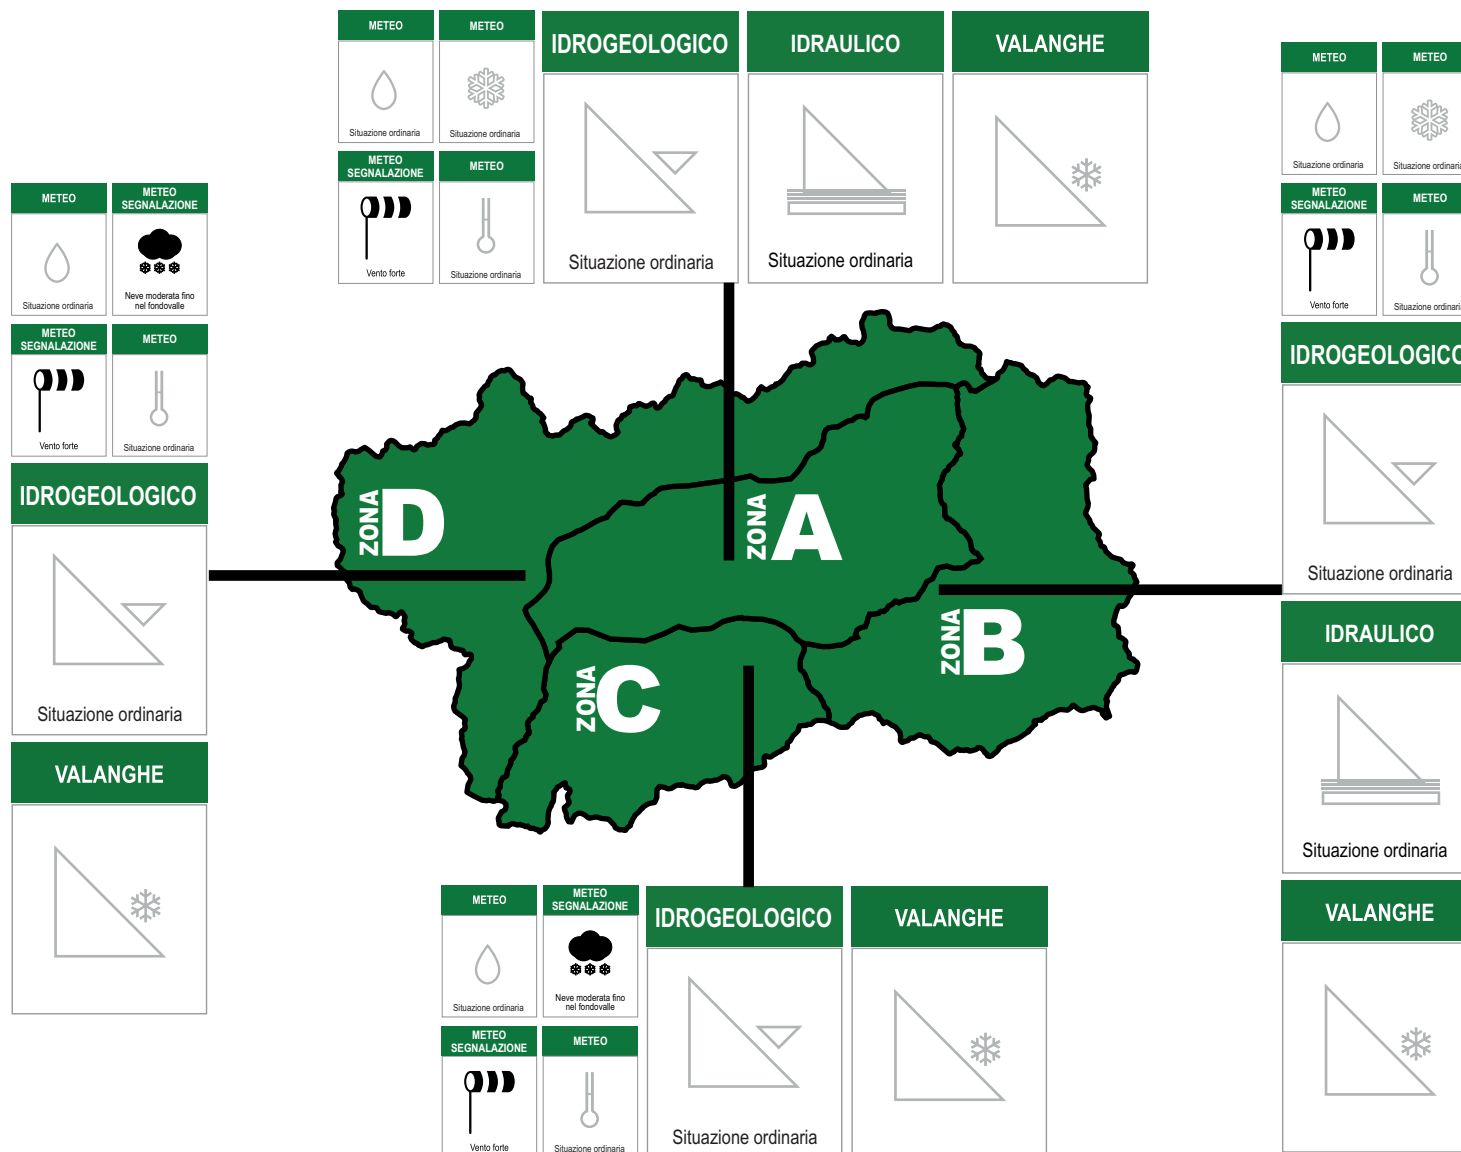 METEO
METEO
Situazione ordinaria
Situazione ordinaria
METEO
SEGNALAZIONE
METEO
Vento forte
Situazione ordinaria
IDROGEOLOGICO
Situazione ordinaria
IDRAULICO
Situazione ordinaria
VALANGHE
METEO
METEO
SEGNALAZIONE
Situazione ordinaria
Neve moderata fino
nel fondovalle
METEO
SEGNALAZIONE
METEO
Vento forte
Situazione ordinaria
IDROGEOLOGICO
Situazione ordinaria
VALANGHE
ZONA D
ZONA A
ZONA B
ZONA C
METEO
METEO
Situazione ordinaria
Situazione ordinaria
METEO
SEGNALAZIONE
METEO
Vento forte
Situazione ordinaria
IDROGEOLOGICO
Situazione ordinaria
IDRAULICO
Situazione ordinaria
VALANGHE
METEO
METEO
SEGNALAZIONE
Situazione ordinaria
Neve moderata fino
nel fondovalle
METEO
SEGNALAZIONE
METEO
Vento forte
Situazione ordinaria
IDROGEOLOGICO
Situazione ordinaria
VALANGHE